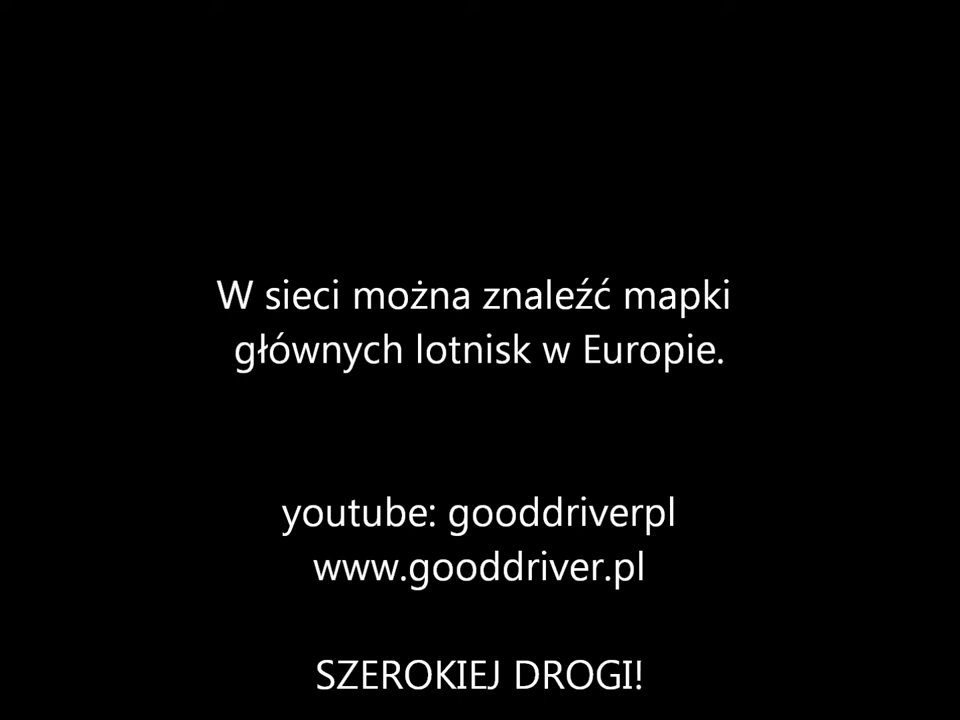 W sieci można znaleźć mapki
głównych lotnisk w Europie.
youtube: gooddriverpl
www.gooddriver.pl
SZEROKIEJ DROGI!